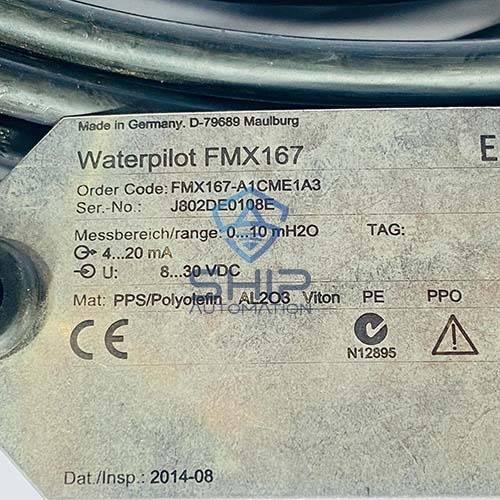 Made in Germany, D-79689 Maulburg
Waterpilot FMX167
E
Order Code: FMX167-A1CME1A3
Ser.-No.: J802DE0108E
Messbereich/range: 0...10 mH2O TAG:
4...20 mA
U: 8...30 VDC
SHIP
AUTOMATION
Mat: PPS/Polyolefin AL2O3 Viton PE PPO
CE
N12895
Dat./Insp.: 2014-08